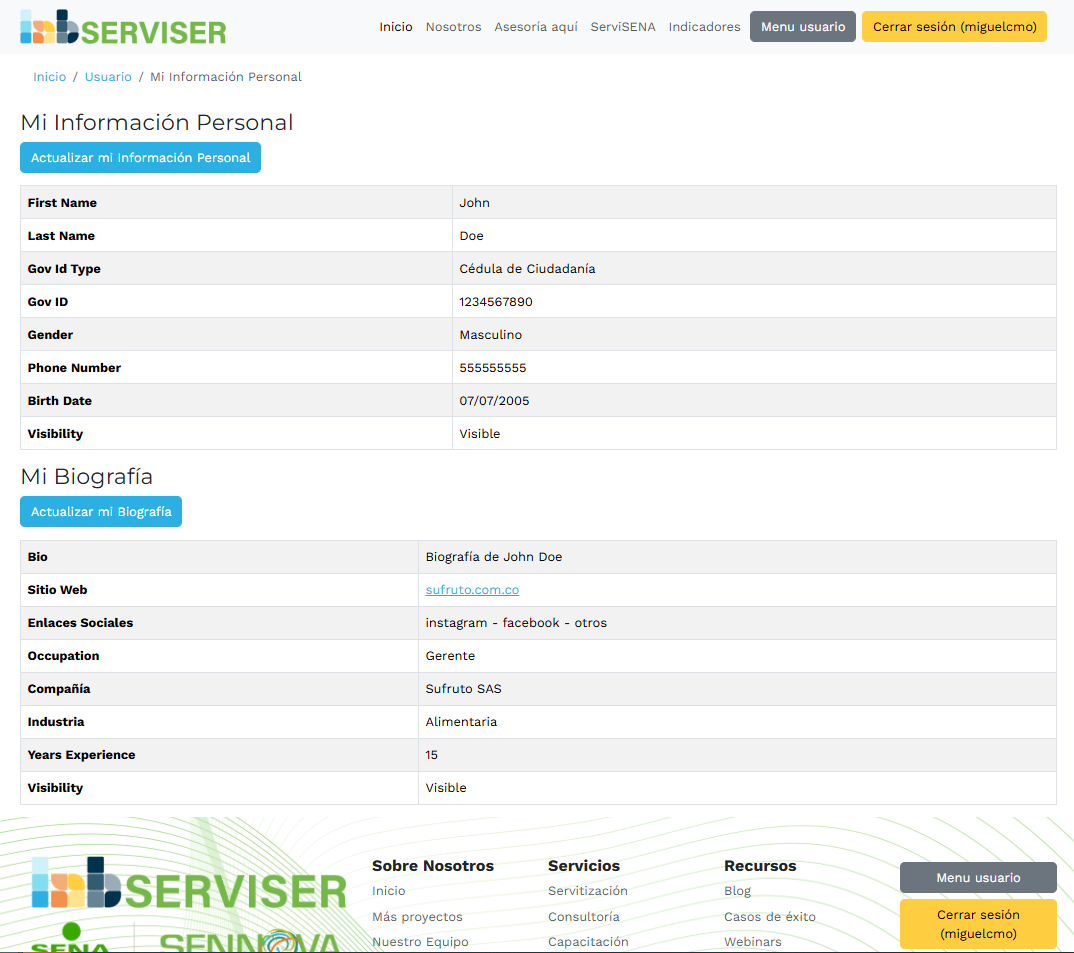 SERVISER Inicio Nosotros Asesoría aquí ServiSENA Indicadores Menu usuario Cerrar sesión (miguelcmo)
Inicio / Usuario / Mi Información Personal
Mi Información Personal
Actualizar mi Información Personal
First Name John
Last Name Doe
Gov Id Type Cédula de Ciudadanía
Gov ID 1234567890
Gender Masculino
Phone Number 555555555
Birth Date 07/07/2005
Visibility Visible
Mi Biografía
Actualizar mi Biografía
Bio Biografía de John Doe
Sitio Web sufruto.com.co
Enlaces Sociales instagram - facebook - otros
Occupation Gerente
Compañía Sufruto SAS
Industria Alimentaria
Years Experience 15
Visibility Visible
SERVISER
SENA SENNOVA
Sobre Nosotros
Inicio
Más proyectos
Nuestro Equipo
Servicios
Servitización
Consultoría
Capacitación
Recursos
Blog
Casos de éxito
Webinars
Menu usuario
Cerrar sesión
(miguelcmo)